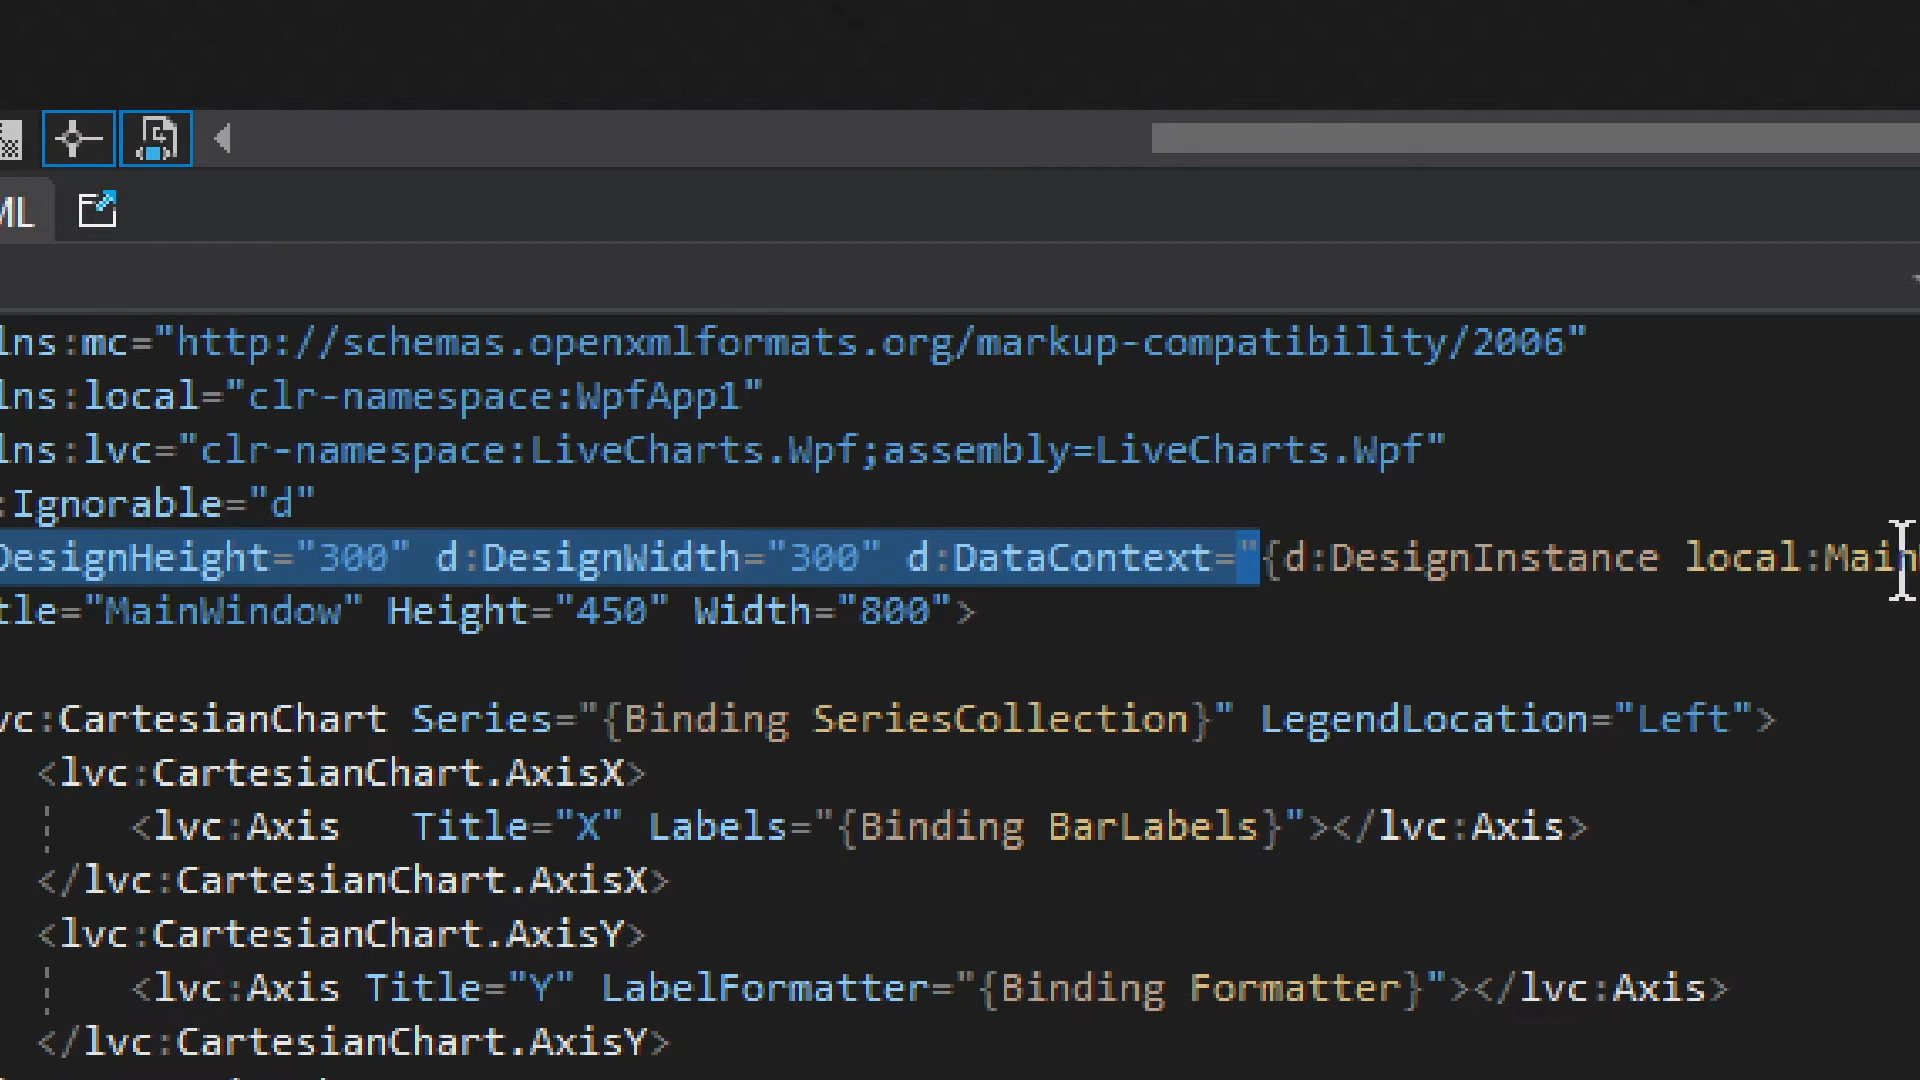 ML
lns:mc="http://schemas.openxmlformats.org/markup-compatibility/2006"
lns:local="clr-namespace:WpfApp1"
lns:lvc="clr-namespace:LiveCharts.Wpf;assembly=LiveCharts.Wpf"
:Ignorable="d"
DesignHeight="300" d:DesignWidth="300" d:DataContext="{d:DesignInstance local:Main
tle="MainWindow" Height="450" Width="800">
vc:CartesianChart Series="{Binding SeriesCollection}" LegendLocation="Left">
<lvc:CartesianChart.AxisX>
<lvc:Axis   Title="X" Labels="{Binding BarLabels}"></lvc:Axis>
</lvc:CartesianChart.AxisX>
<lvc:CartesianChart.AxisY>
<lvc:Axis Title="Y" LabelFormatter="{Binding Formatter}"></lvc:Axis>
</lvc:CartesianChart.AxisY>